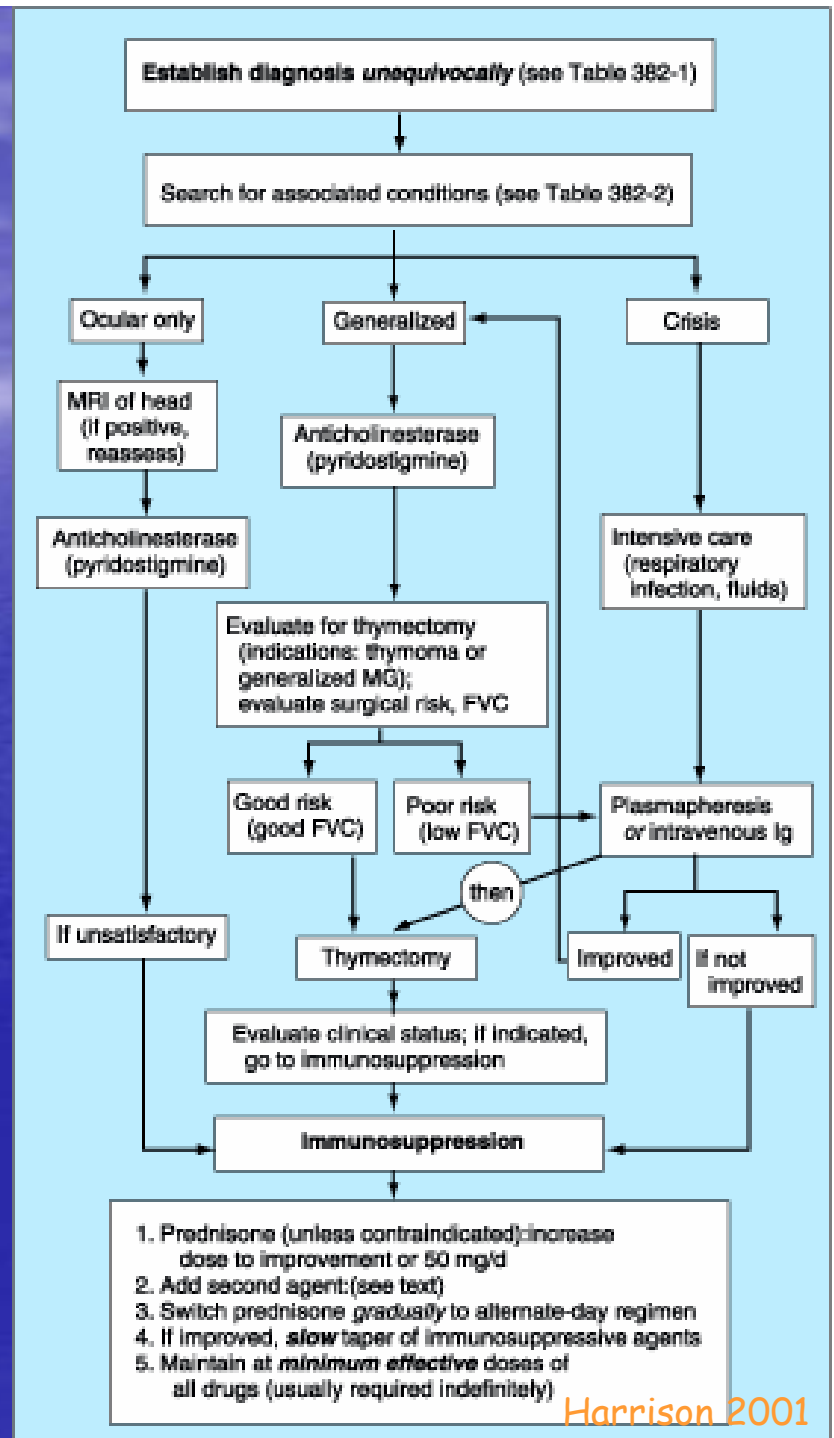 Establish diagnosis unequivocally (see Table 382-1)
Search for associated conditions (see Table 382-2)
Ocular only
Generalized
Crisis
MRI of head
(if positive,
reassess)
Anticholinesterase
(pyridostigmine)
Anticholinesterase
(pyridostigmine)
Intensive care
(respiratory
infection, fluids)
Evaluate for thymectomy
(indications: thymoma or
generalized MG);
evaluate surgical risk, FVC
Good risk
(good FVC)
Poor risk
(low FVC)
Plasmapheresis
or intravenous Ig
then
If unsatisfactory
Thymectomy
Improved
If not
improved
Evaluate clinical status; if indicated,
go to immunosuppression
Immunosuppression
1. Prednisone (unless contraindicated):increase
dose to improvement or 50 mg/d
2. Add second agent:(see text)
3. Switch prednisone gradually to alternate-day regimen
4. If improved, slow taper of immunosuppressive agents
5. Maintain at minimum effective doses of
all drugs (usually required indefinitely)
Harrison 2001